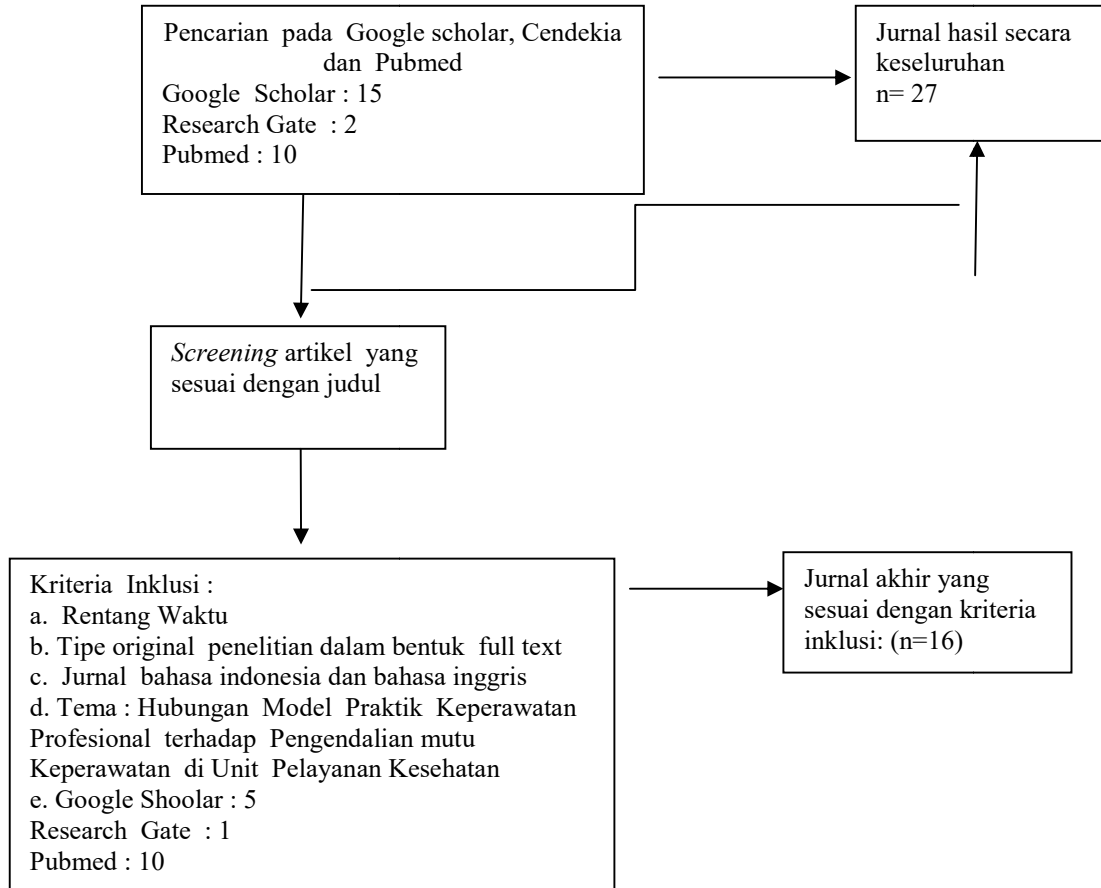 Pencarian pada Google scholar, Cendekia
dan Pubmed
Google Scholar : 15
Research Gate : 2
Pubmed : 10
Jurnal hasil secara
keseluruhan
n= 27
Screening artikel yang
sesuai dengan judul
Kriteria Inklusi :
a. Rentang Waktu
b. Tipe original penelitian dalam bentuk full text
c. Jurnal bahasa indonesia dan bahasa inggris
d. Tema : Hubungan Model Praktik Keperawatan
Profesional terhadap Pengendalian mutu
Keperawatan di Unit Pelayanan Kesehatan
e. Google Shoolar : 5
Research Gate : 1
Pubmed : 10
Jurnal akhir yang
sesuai dengan kriteria
inklusi: (n=16)